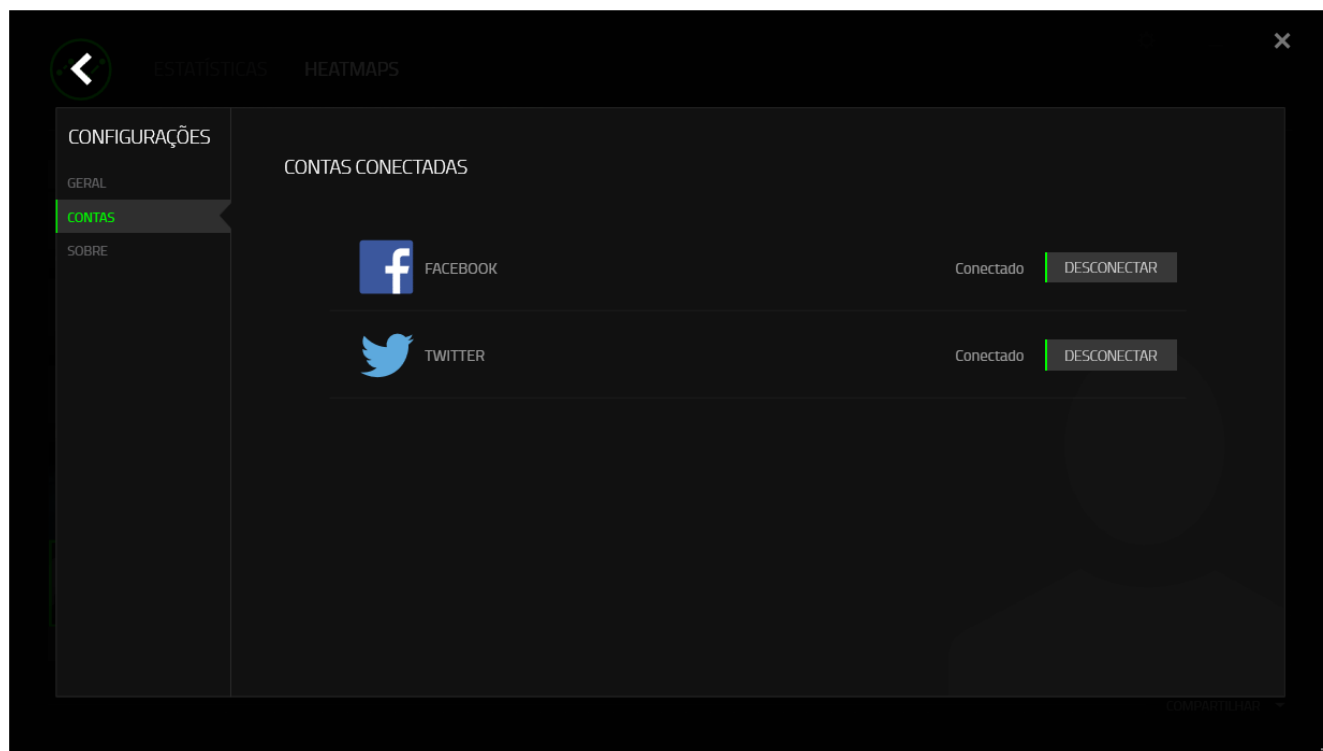 ESTATÍSTICAS HEATMAPS
CONFIGURAÇÕES
GERAL
CONTAS
SOBRE
CONTAS CONECTADAS
FACEBOOK Conectado DESCONECTAR
TWITTER Conectado DESCONECTAR
COMPARTILHAR